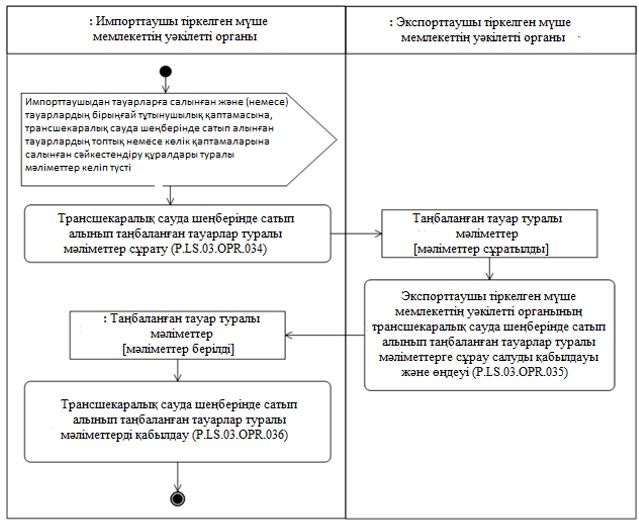 : Импорттаушы тіркелген мүше
мемлекеттің уәкілетті органы
: Экспорттаушы тіркелген мүше
мемлекеттің уәкілетті органы
Импорттаушыдан тауарларға салынған және (немесе)
тауарлардың бірыңғай тұтынушылық қаптамасына,
трансшекаралық сауда шеңберінде сатып алынған
тауарлардың топтық немесе көлік қаптамаларына
салынған сәйкестендіру құралдары туралы
мәліметтер келіп түсті
Трансшекаралық сауда шеңберінде сатып
алынып таңбаланған тауарлар туралы
мәліметтер сұрату (P.LS.03.OPR.034)
Таңбаланған тауар туралы
мәліметтер
[мәліметтер сұратылды]
Экспорттаушы тіркелген мүше
мемлекеттің уәкілетті органының
трансшекаралық сауда шеңберінде сатып
алынып таңбаланған тауарлар туралы
мәліметтерге сұрау салуды қабылдауы
және өңдеуі (P.LS.03.OPR.035)
: Таңбаланған тауар туралы
мәліметтер
[мәліметтер берілді]
Трансшекаралық сауда шеңберінде сатып
алынып таңбаланған тауарлар туралы
мәліметтерді қабылдау (P.LS.03.OPR.036)